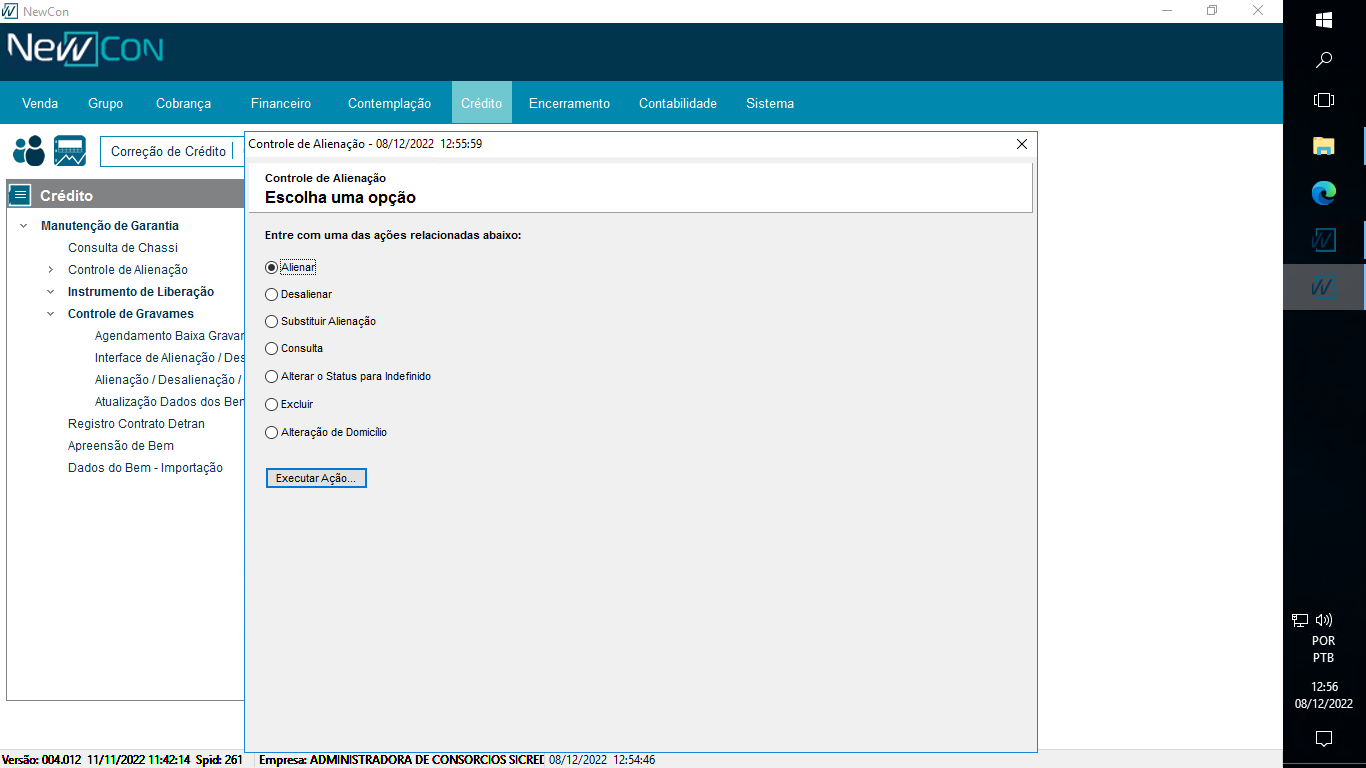 NewCon
NewCon
Venda Grupo Cobrança Financeiro Contemplação Crédito Encerramento Contabilidade Sistema
Correção de Crédito
Crédito
Manutenção de Garantia
Consulta de Chassi
Controle de Alienação
Instrumento de Liberação
Controle de Gravames
Agendamento Baixa Gravar
Interface de Alienação / Des
Alienação / Desalienação /
Atualização Dados dos Ber
Registro Contrato Detran
Apreensão de Bem
Dados do Bem - Importação
Controle de Alienação - 08/12/2022 12:55:59
Controle de Alienação
Escolha uma opção
Entre com uma das ações relacionadas abaixo:
Alienar
Desalienar
Substituir Alienação
Consulta
Alterar o Status para Indefinido
Excluir
Alteração de Domicílio
Executar Ação...
Versão: 004.012 11/11/2022 11:42:14 Spid: 261 Empresa: ADMINISTRADORA DE CONSORCIOS SICRED 08/12/2022 12:54:46
POR
PTB
12:56
08/12/2022